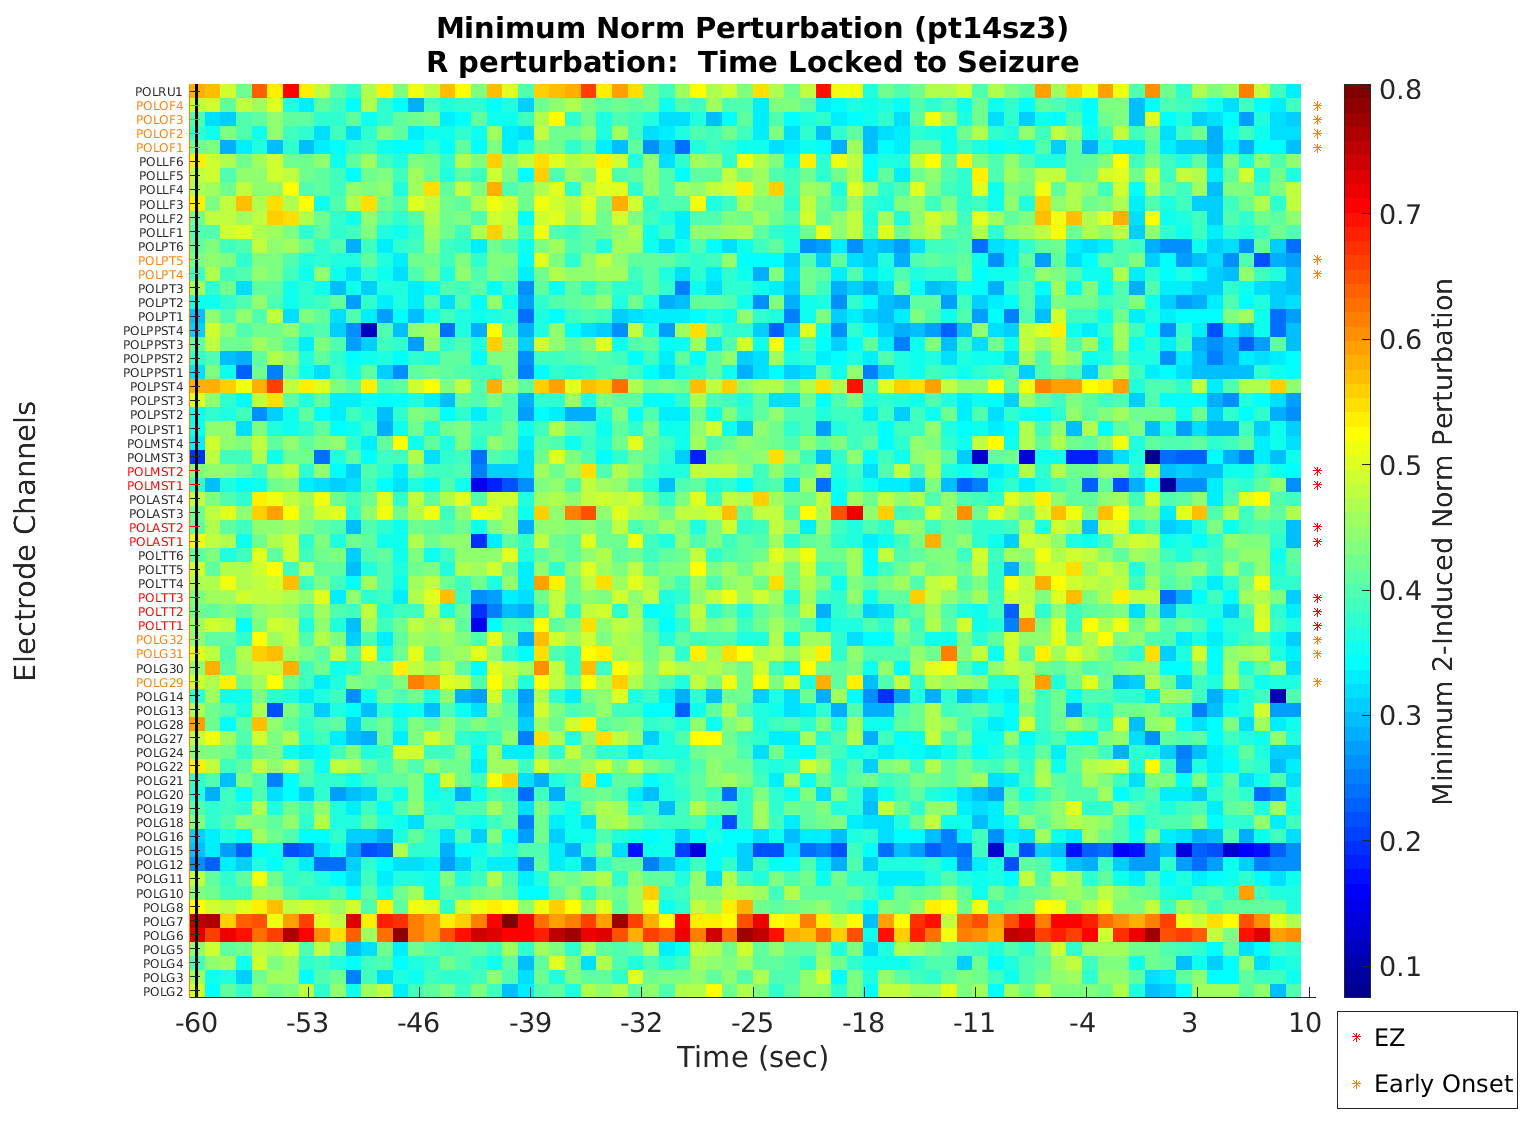 Minimum Norm Perturbation (pt14sz3)
R perturbation:  Time Locked to Seizure
Electrode Channels
POLRU1
POLOF4
POLOF3
POLOF2
POLOF1
POLLF6
POLLF5
POLLF4
POLLF3
POLLF2
POLLF1
POLPT6
POLPT5
POLPT4
POLPT3
POLPT2
POLPT1
POLPPST4
POLPPST3
POLPPST2
POLPPST1
POLPST4
POLPST3
POLPST2
POLPST1
POLMST4
POLMST3
POLMST2
POLMST1
POLAST4
POLAST3
POLAST2
POLAST1
POLTT6
POLTT5
POLTT4
POLTT3
POLTT2
POLTT1
POLG32
POLG31
POLG30
POLG29
POLG14
POLG13
POLG28
POLG27
POLG24
POLG22
POLG21
POLG20
POLG19
POLG18
POLG16
POLG15
POLG12
POLG11
POLG10
POLG8
POLG7
POLG6
POLG5
POLG4
POLG3
POLG2
-60 -53 -46 -39 -32 -25 -18 -11 -4 3 10
Time (sec)
0.8
0.7
0.6
0.5
0.4
0.3
0.2
0.1
Minimum 2-Induced Norm Perturbation
EZ
Early Onset